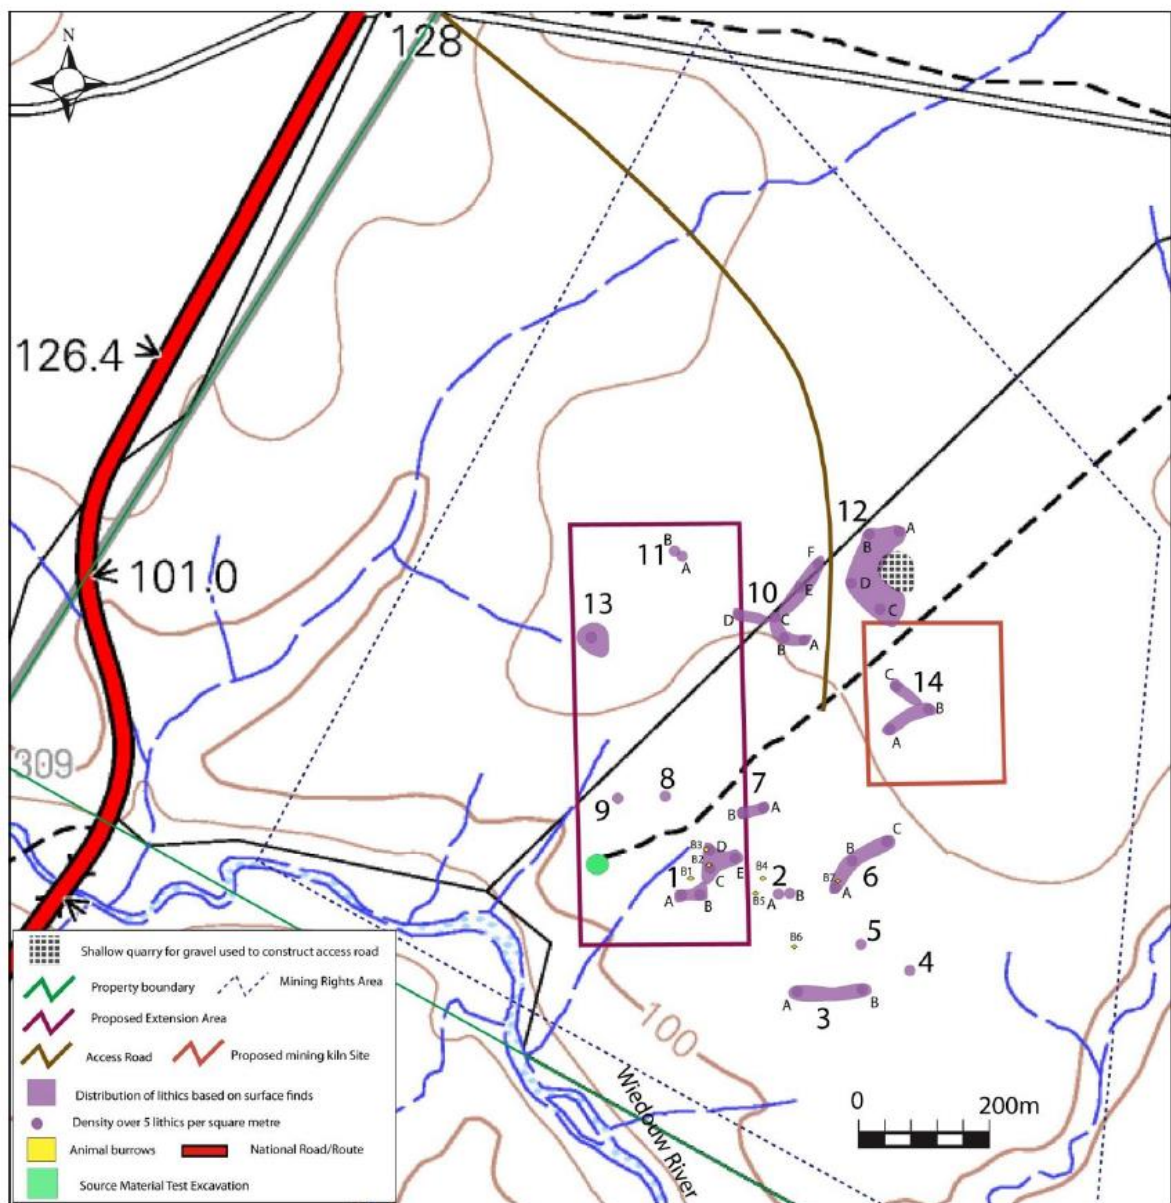 N
128
126.4
101.0
12
A
B
D
C
F
E
10
D
C
B
A
B
11
A
13
14
C
B
A
309
9
8
7
B
A
B3
D
B2
E
B1
C
1
A
B
B4
2
B5
A
B
C
B
B7
6
A
B6
5
4
A
B
3
100
Wiedouw River
0
200m
Shallow quarry for gravel used to construct access road
Property boundary
Mining Rights Area
Proposed Extension Area
Access Road
Proposed mining kiln Site
Distribution of lithics based on surface finds
Density over 5 lithics per square metre
Animal burrows
National Road/Route
Source Material Test Excavation